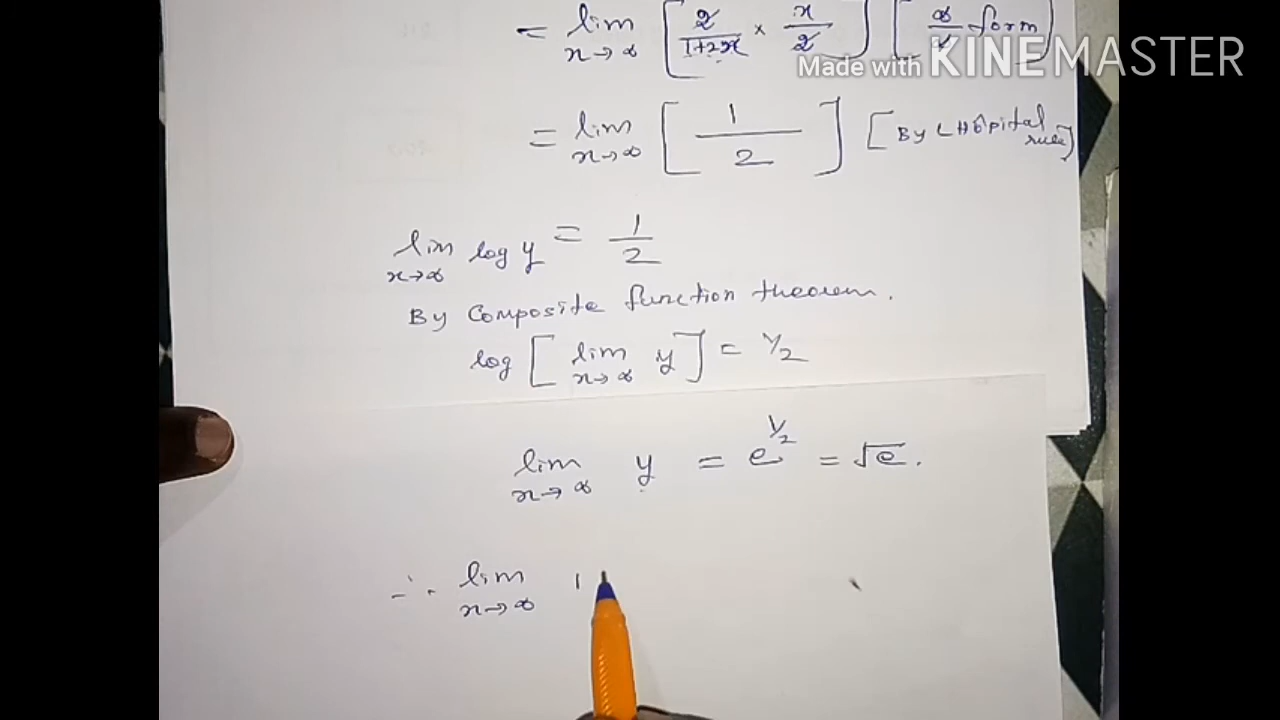 = lim x→∞ [ 2/(1+2x) × x/2 ] [ ∞/∞ form ]
Made with KINEMASTER
= lim x→∞ [ 1/2 ] [ By L Hôpital rule ]
lim x→∞ log y = 1/2
By Composite function theorem.
log [ lim x→∞ y ] = 1/2
lim x→∞ y = e^1/2 = √e.
∴ lim x→∞ 1